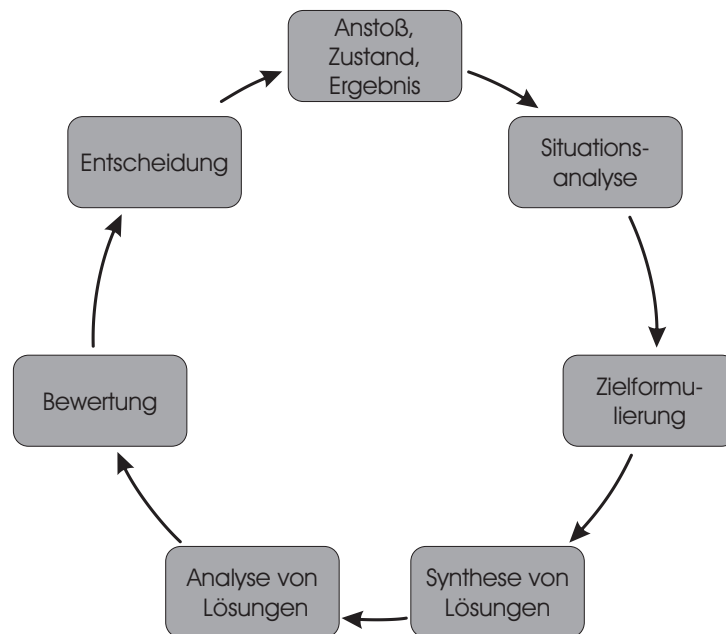 Anstoß,
Zustand,
Ergebnis
Situations-
analyse
Zielformu-
lierung
Synthese von
Lösungen
Analyse von
Lösungen
Bewertung
Entscheidung